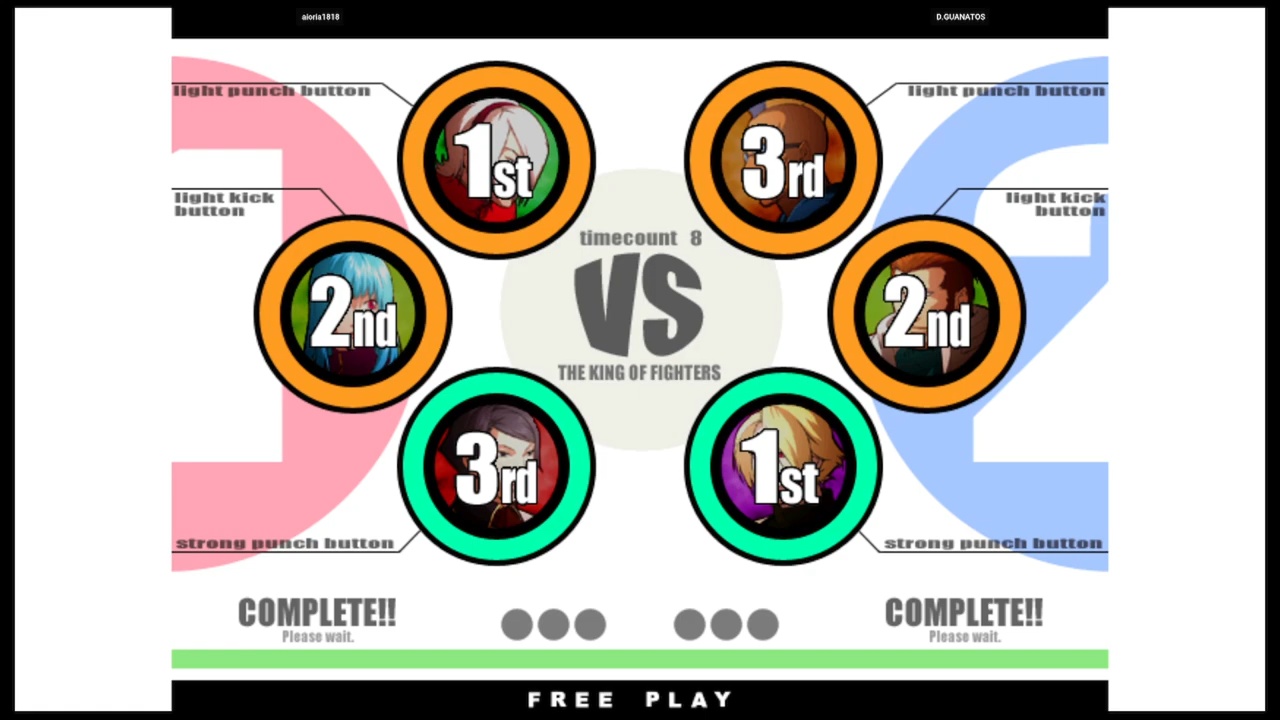 aioria1818
D.GUANATOS
light punch button
light punch button
1st
3rd
light kick
button
light kick
button
timecount 8
VS
THE KING OF FIGHTERS
2nd
2nd
3rd
1st
strong punch button
strong punch button
COMPLETE!!
Please wait.
COMPLETE!!
Please wait.
FREE PLAY